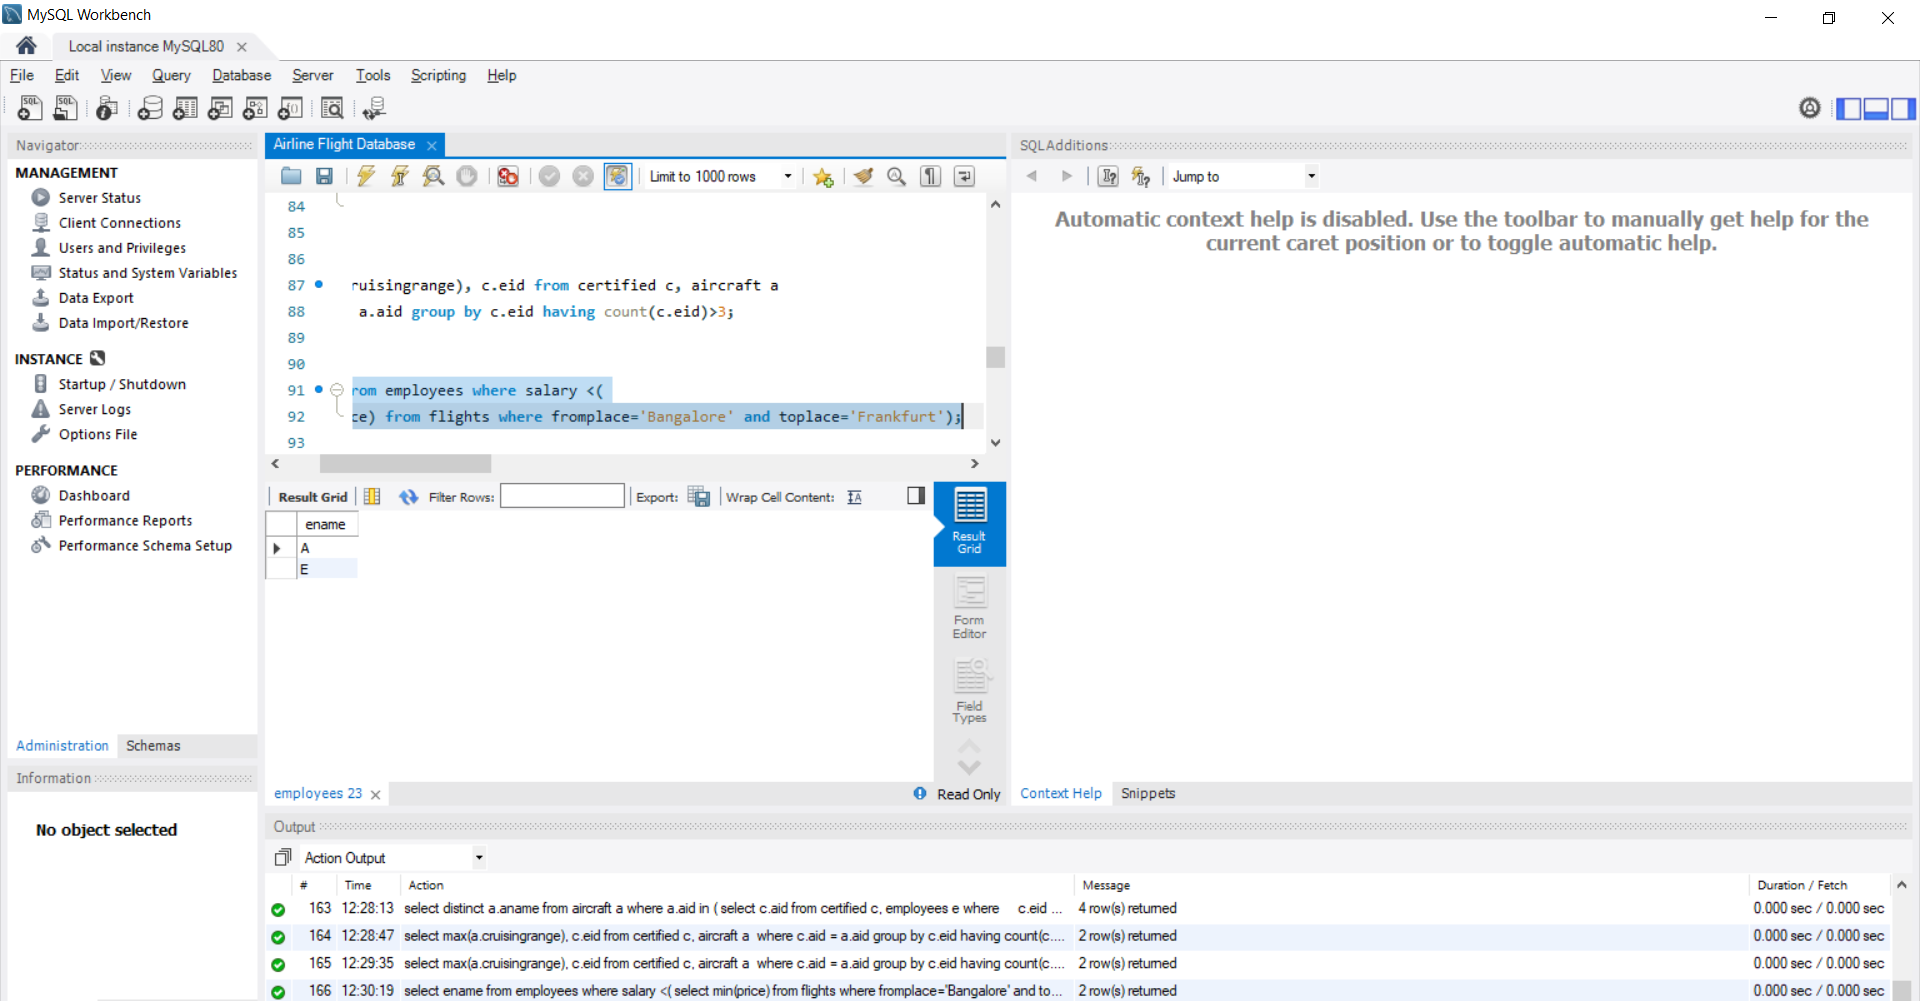 MySQL Workbench
Local instance MySQL80
File Edit View Query Database Server Tools Scripting Help
Navigator
MANAGEMENT
Server Status
Client Connections
Users and Privileges
Status and System Variables
Data Export
Data Import/Restore
INSTANCE
Startup / Shutdown
Server Logs
Options File
PERFORMANCE
Dashboard
Performance Reports
Performance Schema Setup
Administration Schemas
Information
No object selected
Airline Flight Database
Limit to 1000 rows
84
85
86
87 ruisingrange), c.eid from certified c, aircraft a
88 a.aid group by c.eid having count(c.eid)>3;
89
90
91 rom employees where salary <(
92 ce) from flights where fromplace='Bangalore' and toplace='Frankfurt');
93
Result Grid Filter Rows: Export: Wrap Cell Content:
ename
A
E
Result
Grid
Form
Editor
Field
Types
employees 23
Read Only
SQLAdditions
Jump to
Automatic context help is disabled. Use the toolbar to manually get help for the
current caret position or to toggle automatic help.
Context Help Snippets
Output
Action Output
# Time Action Message Duration / Fetch
163 12:28:13 select distinct a.aname from aircraft a where a.aid in ( select c.aid from certified c, employees e where c.eid ... 4 row(s) returned 0.000 sec / 0.000 sec
164 12:28:47 select max(a.cruisingrange), c.eid from certified c, aircraft a where c.aid = a.aid group by c.eid having count(c.... 2 row(s) returned 0.000 sec / 0.000 sec
165 12:29:35 select max(a.cruisingrange), c.eid from certified c, aircraft a where c.aid = a.aid group by c.eid having count(c.... 2 row(s) returned 0.000 sec / 0.000 sec
166 12:30:19 select ename from employees where salary <( select min(price) from flights where fromplace='Bangalore' and to... 2 row(s) returned 0.000 sec / 0.000 sec